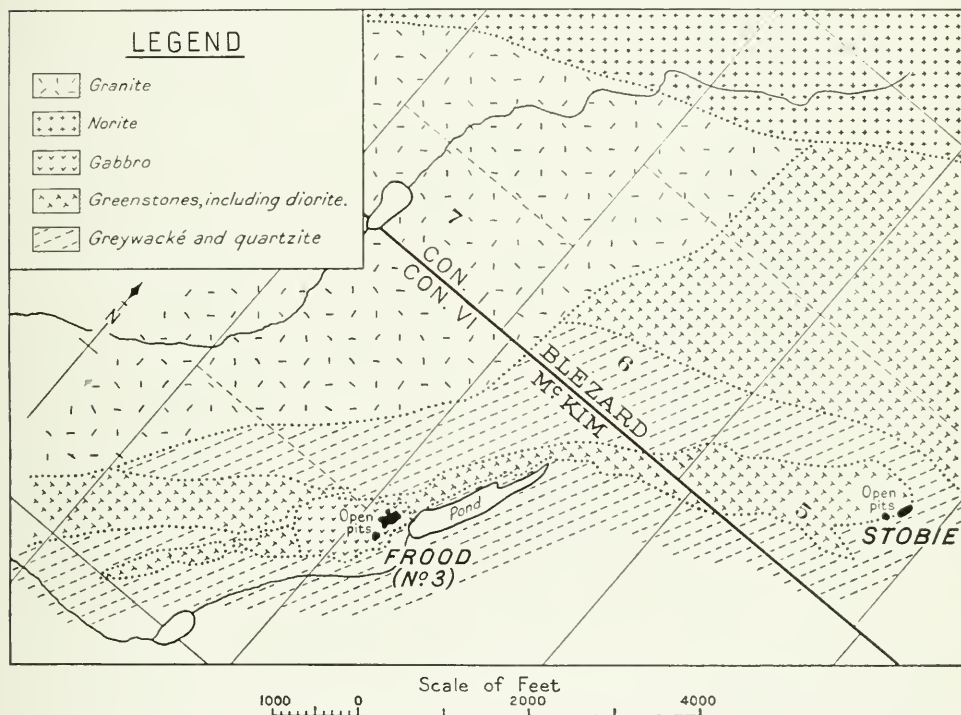 LEGEND
Granite
Norite
Gabbro
Greenstones, including diorite.
Greywacké and quartzite
N
7
CON.
CON. VI
BLEZARD
McKIM
6
5
Open
pits
FROOD
(Nº 3)
Pond
Open
pits
STOBIE
Scale of Feet
1000 0 2000 4000